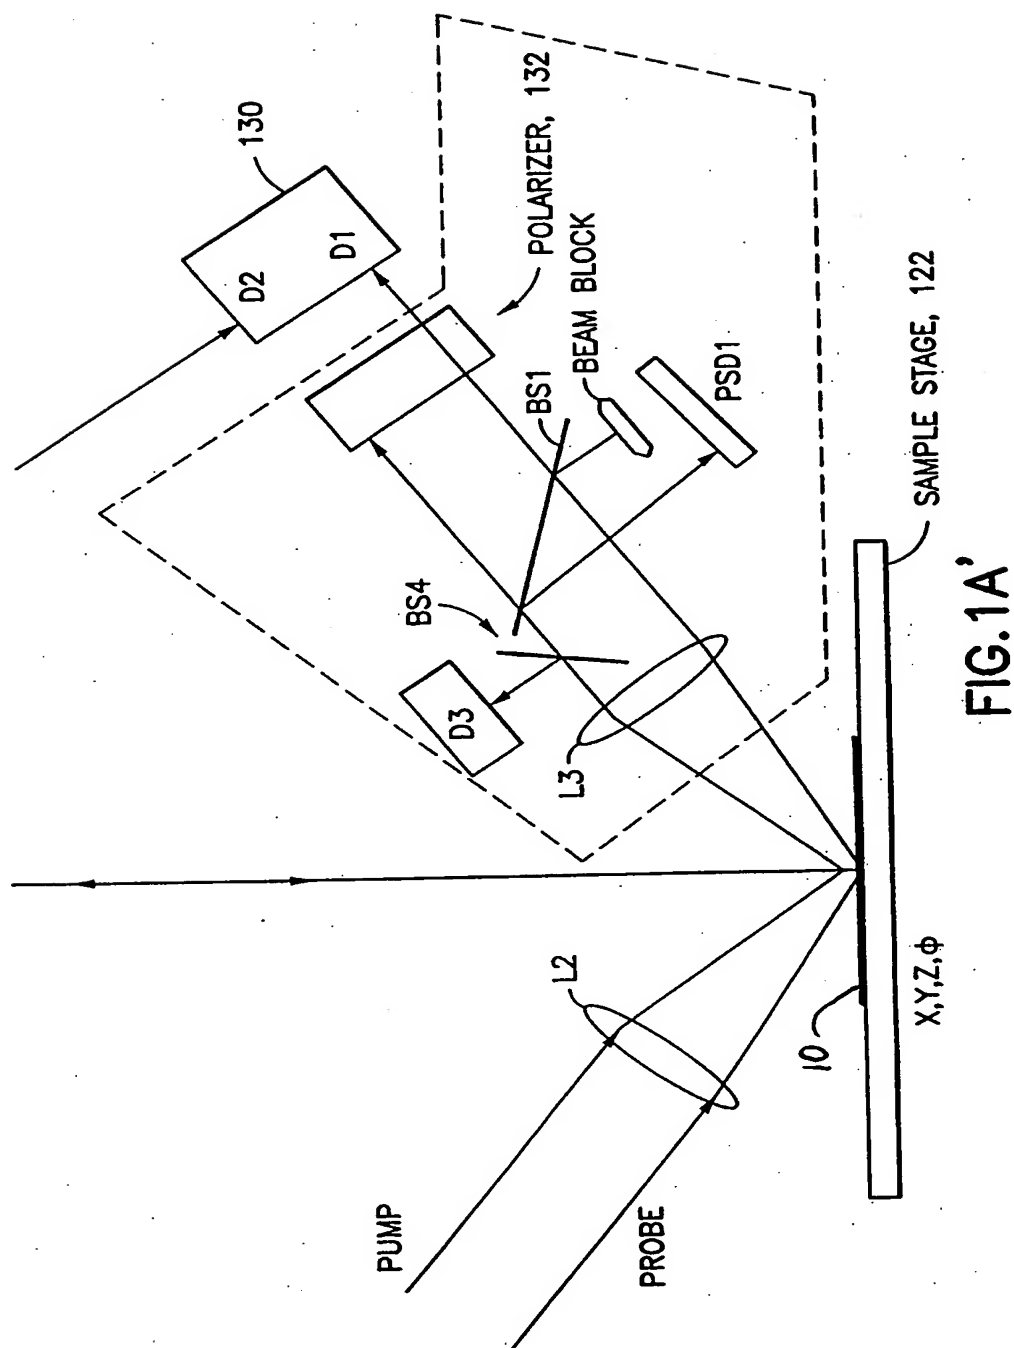 130
D2
D1
POLARIZER, 132
BEAM BLOCK
BS1
PSD1
BS4
D3
L3
SAMPLE STAGE, 122
L2
10
X,Y,Z,ϕ
PUMP
PROBE
FIG.1A'